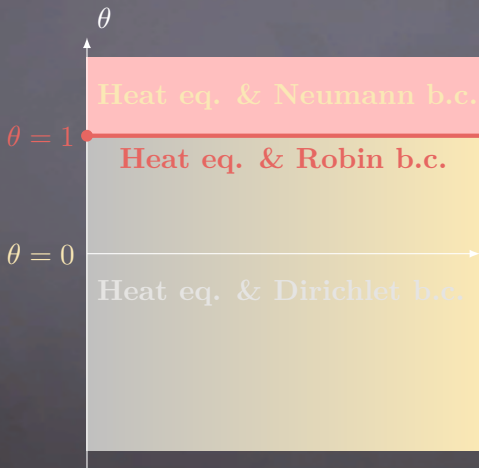 θ
Heat eq. & Neumann b.c.
θ = 1
Heat eq. & Robin b.c.
θ = 0
Heat eq. & Dirichlet b.c.